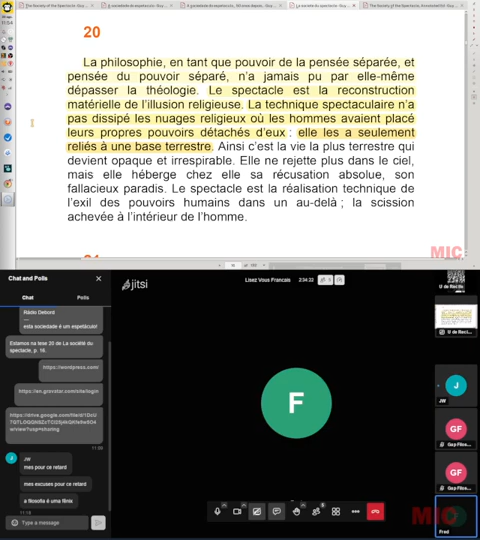 20
La philosophie, en tant que pouvoir de la pensée séparée, et
pensée du pouvoir séparé, n'a jamais pu par elle-même
dépasser la théologie. Le spectacle est la reconstruction
matérielle de l'illusion religieuse. La technique spectaculaire n'a
pas dissipé les nuages religieux où les hommes avaient placé
leurs propres pouvoirs détachés d'eux : elle les a seulement
reliés à une base terrestre. Ainsi c'est la vie la plus terrestre qui
devient opaque et irrespirable. Elle ne rejette plus dans le ciel,
mais elle héberge chez elle sa récusation absolue, son
fallacieux paradis. Le spectacle est la réalisation technique de
l'exil des pouvoirs humains dans un au-delà ; la scission
achevée à l'intérieur de l'homme.
MIC
Chat and Polls
Chat
Polls
Rádio Debord
—
esta sociedade é um espetáculo!
Estamos na tese 20 de La société du
spectacle, p. 16.
https://wordpress.com/
https://en.gravatar.com/site/login
11:09
J
JW
mes pour ce retard
mes excuses pour ce retard
a filosofia é uma fênix
11:19
Type a message
jitsi
Lisez Vous Francais
2:34:22
F
J
JW
GF
GF
MIC
Fred